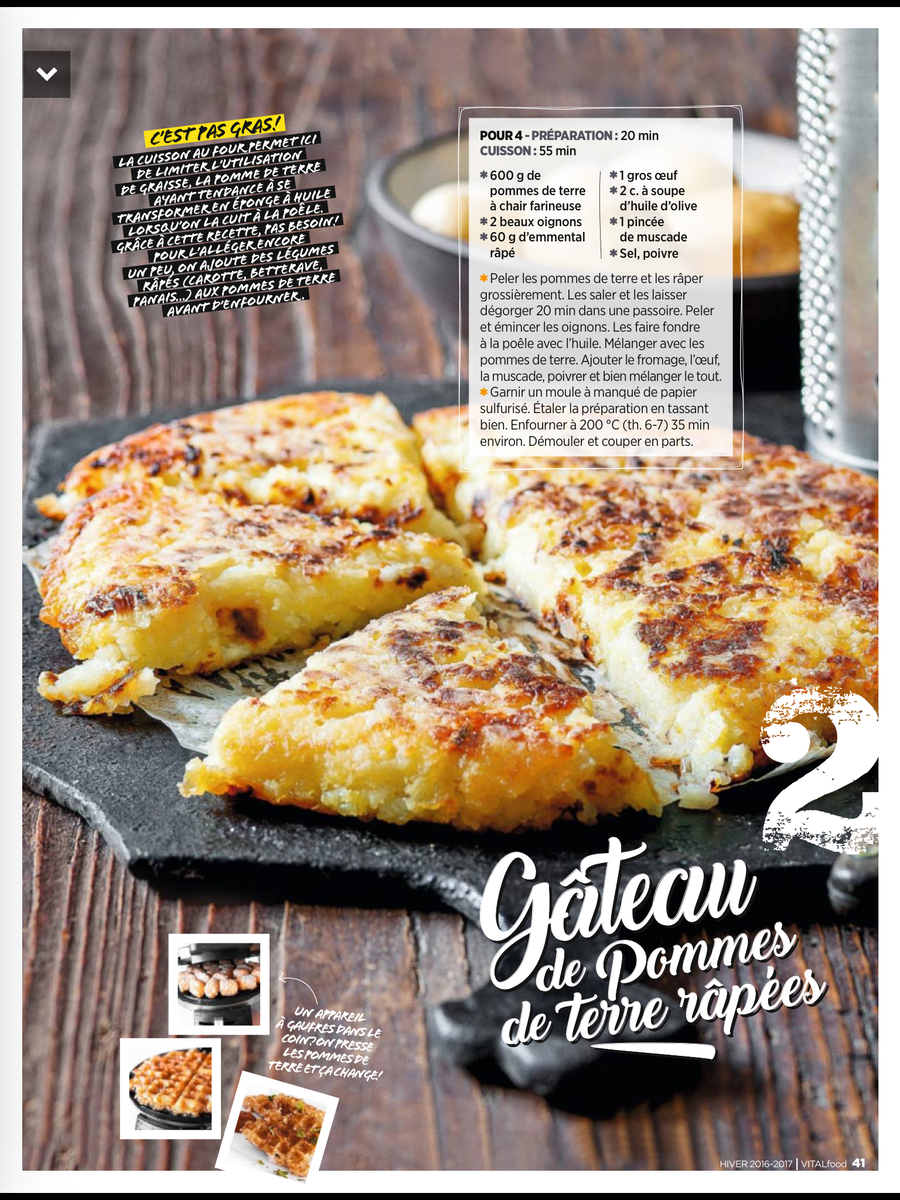 C'EST PAS GRAS!
LA CUISSON AU FOUR PERMET ICI
DE LIMITER L'UTILISATION
DE GRAISSE, LA POMME DE TERRE
AYANT TENDANCE À SE
TRANSFORMER EN ÉPONGE À HUILE
LORSQU'ON LA CUIT À LA POÊLE.
GRÂCE À CETTE RECETTE, PAS BESOIN!
POUR L'ALLÉGER ENCORE
UN PEU, ON AJOUTE DES LÉGUMES
RÂPÉS (CAROTTE, BETTERAVE,
PANAIS...) AUX POMMES DE TERRE
AVANT D'ENFOURNER.
POUR 4 - PRÉPARATION : 20 min
CUISSON : 55 min
* 600 g de
pommes de terre
à chair farineuse
* 2 beaux oignons
* 60 g d'emmental
râpé
* 1 gros œuf
* 2 c. à soupe
d'huile d'olive
* 1 pincée
de muscade
* Sel, poivre
* Peler les pommes de terre et les râper
grossièrement. Les saler et les laisser
dégorger 20 min dans une passoire. Peler
et émincer les oignons. Les faire fondre
à la poêle avec l'huile. Mélanger avec les
pommes de terre. Ajouter le fromage, l'œuf,
la muscade, poivrer et bien mélanger le tout.
* Garnir un moule à manqué de papier
sulfurisé. Étaler la préparation en tassant
bien. Enfourner à 200 °C (th. 6-7) 35 min
environ. Démouler et couper en parts.
2
Gâteau
de Pommes
de terre râpées
UN APPAREIL
À GAUFRES DANS LE
COIN? ON PRESSE
LES POMMES DE
TERRE ET ÇA CHANGE!
HIVER 2016-2017 | VITALfood 41